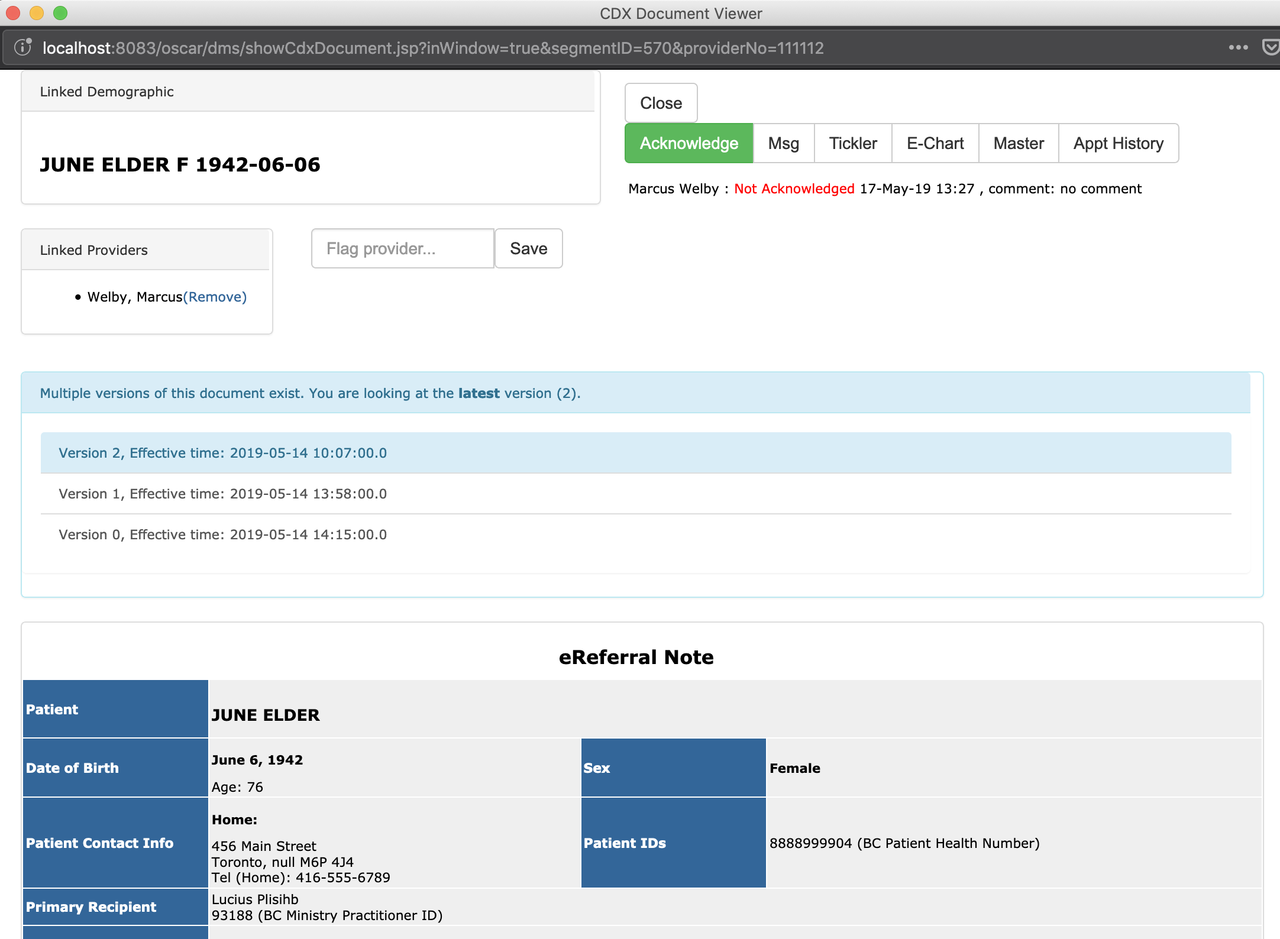 CDX Document Viewer
localhost:8083/oscar/dms/showCdxDocument.jsp?inWindow=true&segmentID=570&providerNo=111112
Linked Demographic
JUNE ELDER F 1942-06-06
Close
Acknowledge Msg Tickler E-Chart Master Appt History
Marcus Welby : Not Acknowledged 17-May-19 13:27 , comment: no comment
Linked Providers
• Welby, Marcus(Remove)
Flag provider... Save
Multiple versions of this document exist. You are looking at the latest version (2).
Version 2, Effective time: 2019-05-14 10:07:00.0
Version 1, Effective time: 2019-05-14 13:58:00.0
Version 0, Effective time: 2019-05-14 14:15:00.0
eReferral Note
Patient JUNE ELDER
Date of Birth
June 6, 1942
Age: 76
Sex Female
Patient Contact Info
Home:
456 Main Street
Toronto, null M6P 4J4
Tel (Home): 416-555-6789
Patient IDs 8888999904 (BC Patient Health Number)
Primary Recipient
Lucius Plisihb
93188 (BC Ministry Practitioner ID)